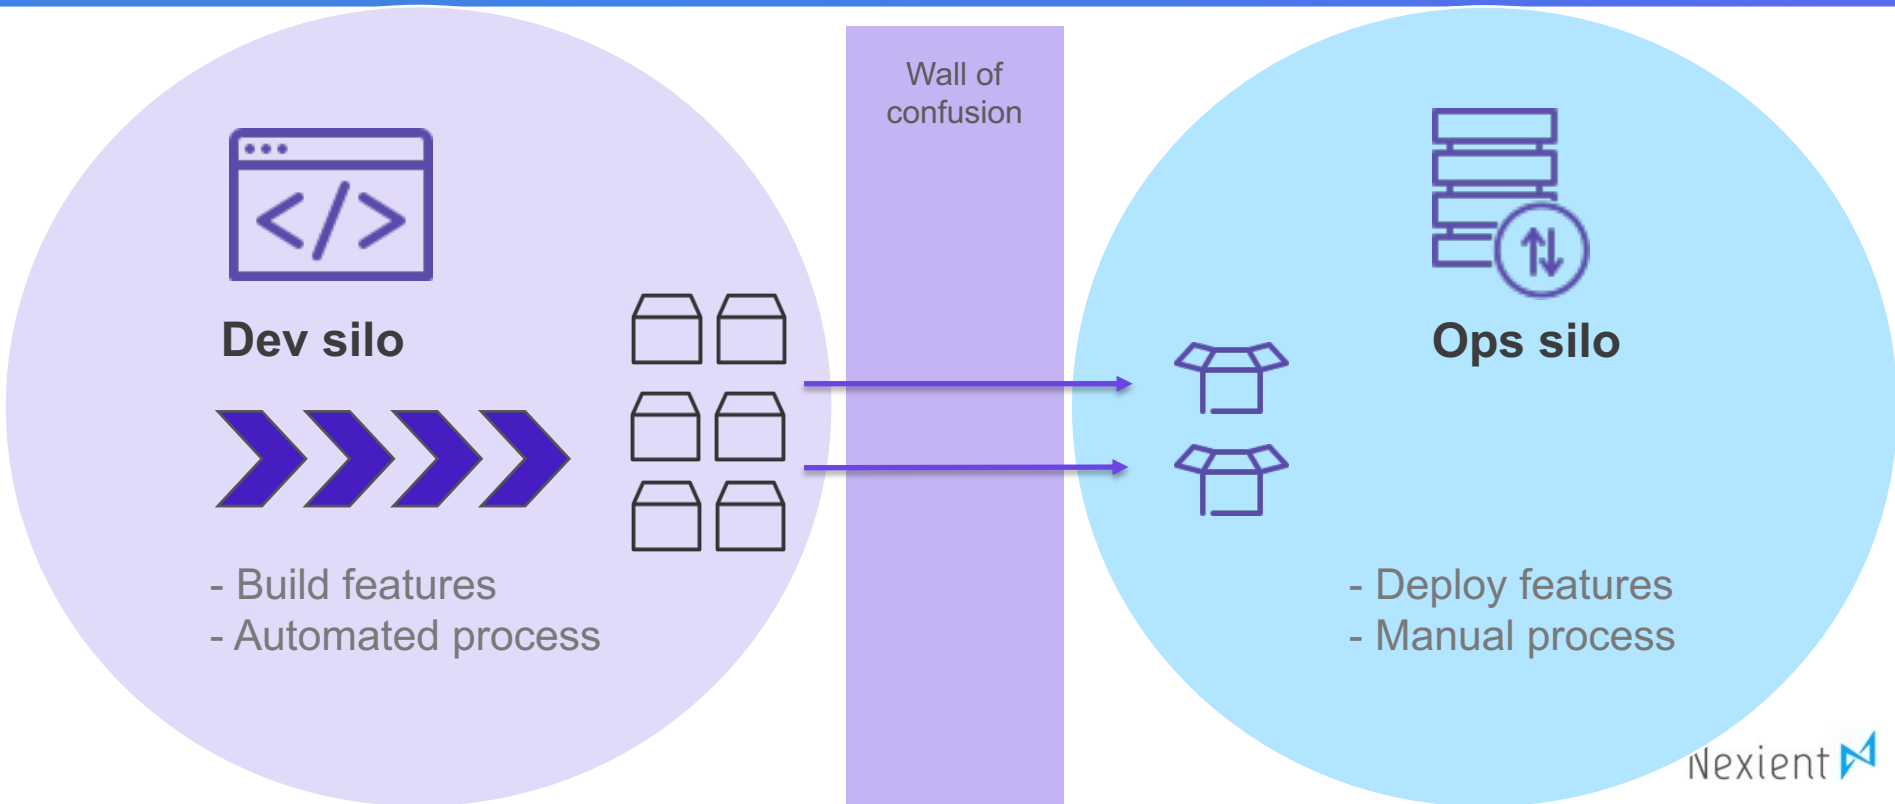 Wall of
confusion
</>
Dev silo
Ops silo
- Build features
- Automated process
- Deploy features
- Manual process
Nexient